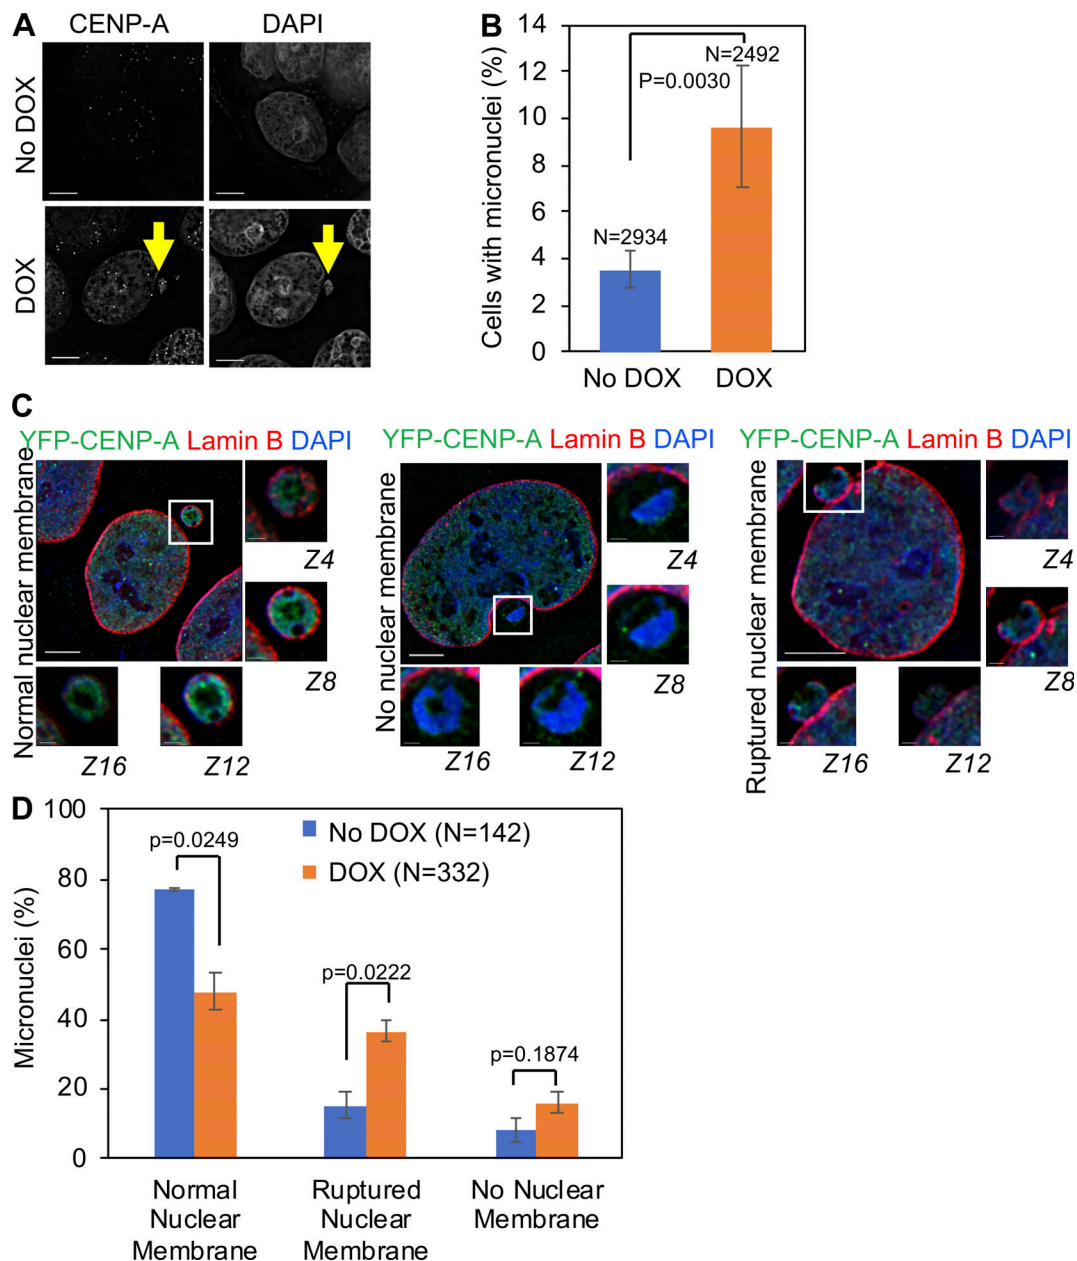 A
CENP-A DAPI
No DOX
DOX
B
Cells with micronuclei (%)
14
12
10
8
6
4
2
0
N=2492
P=0.0030
N=2934
No DOX DOX
C
YFP-CENP-A Lamin B DAPI
Normal nuclear membrane
Z4
Z8
Z16 Z12
YFP-CENP-A Lamin B DAPI
No nuclear membrane
Z4
Z8
Z16 Z12
YFP-CENP-A Lamin B DAPI
Ruptured nuclear membrane
Z4
Z8
Z16 Z12
D
Micronuclei (%)
100
80
60
40
20
0
No DOX (N=142)
DOX (N=332)
p=0.0249
p=0.0222
p=0.1874
Normal
Nuclear
Membrane
Ruptured
Nuclear
Membrane
No Nuclear
Membrane